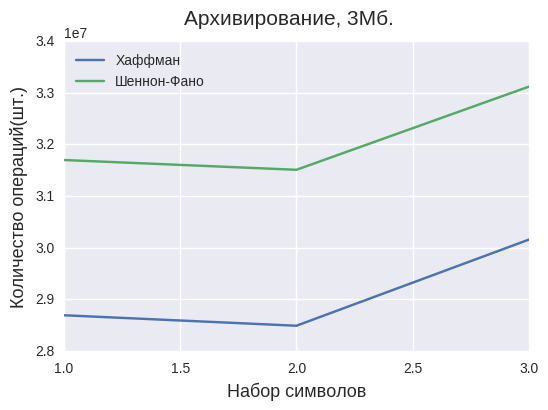 Архивирование, 3Мб.
1e7
3.4
3.3
3.2
3.1
3.0
2.9
2.8
Количество операций(шт.)
Хаффман
Шеннон-Фано
1.0 1.5 2.0 2.5 3.0
Набор символов